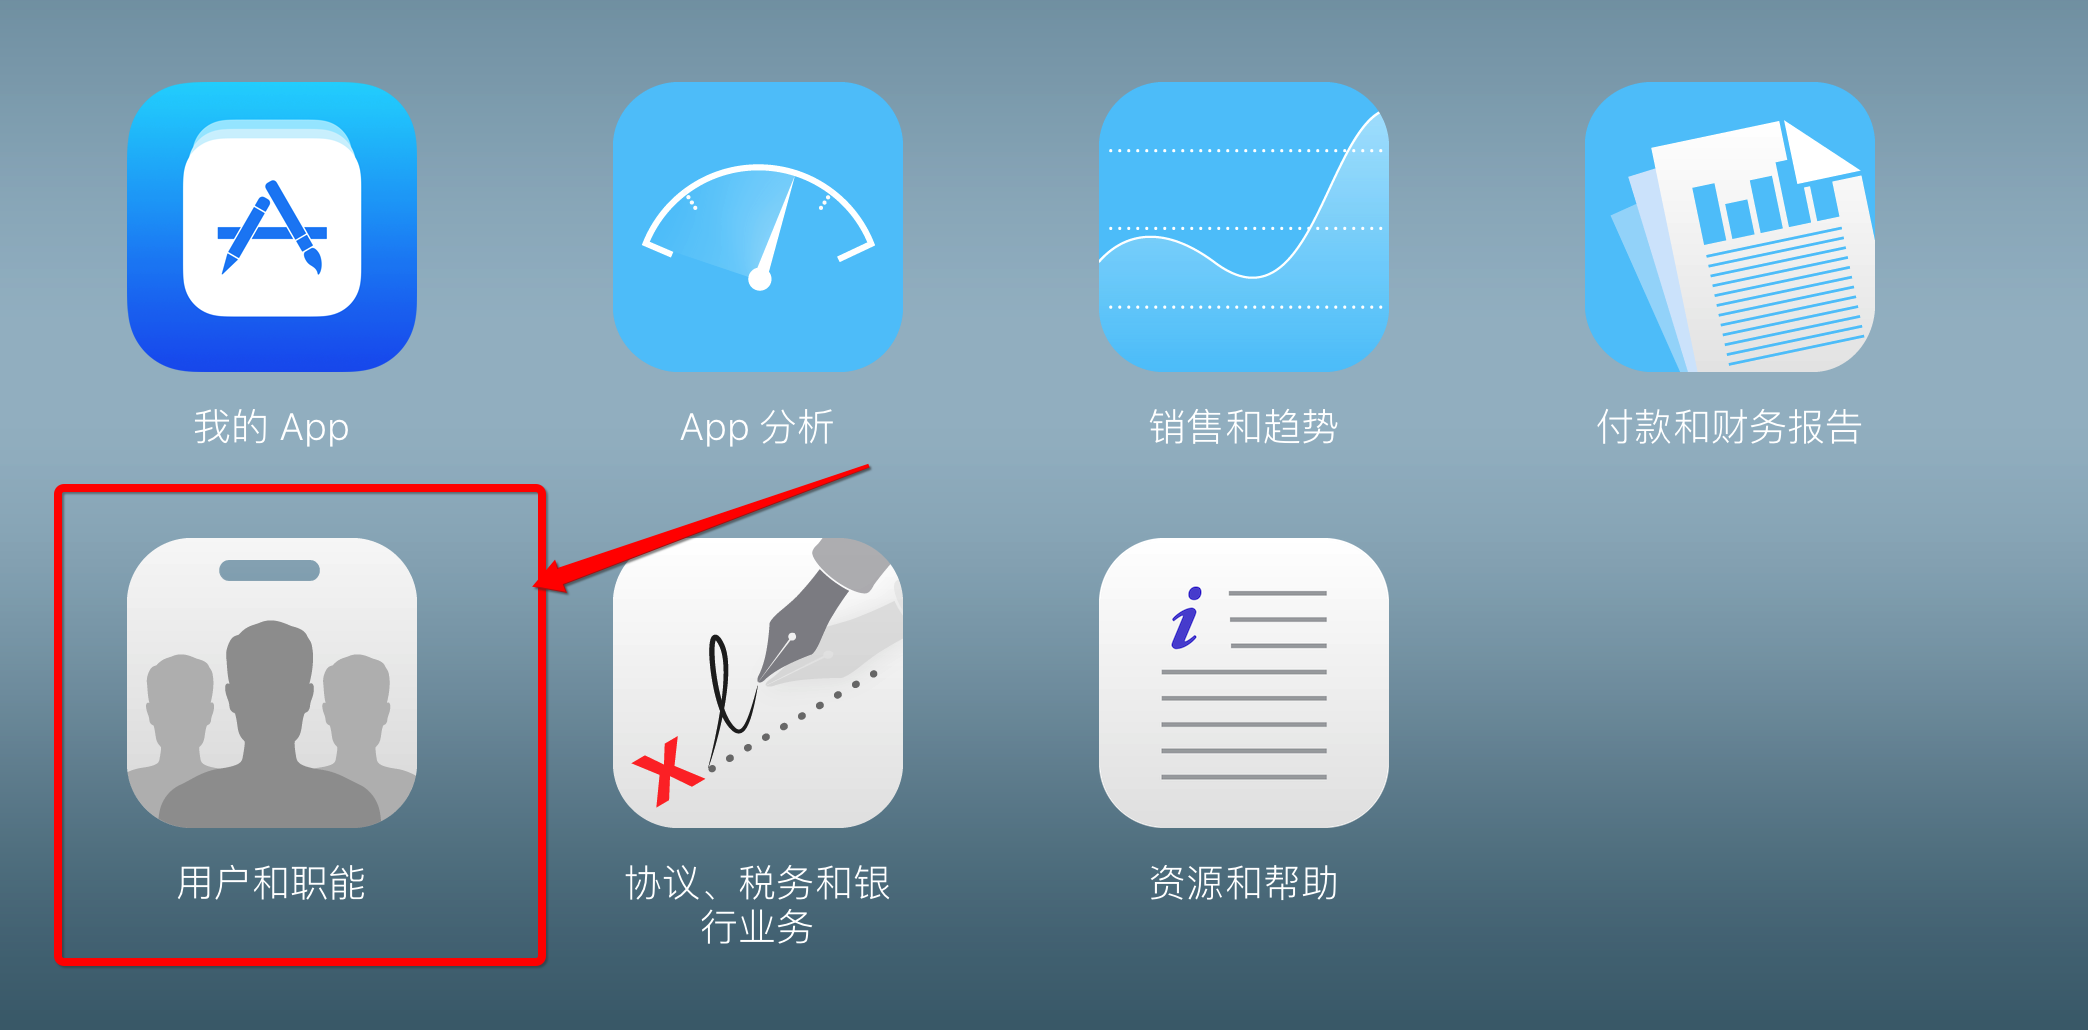 我的 App
App 分析
销售和趋势
付款和财务报告
用户和职能
协议、税务和银
行业务
资源和帮助